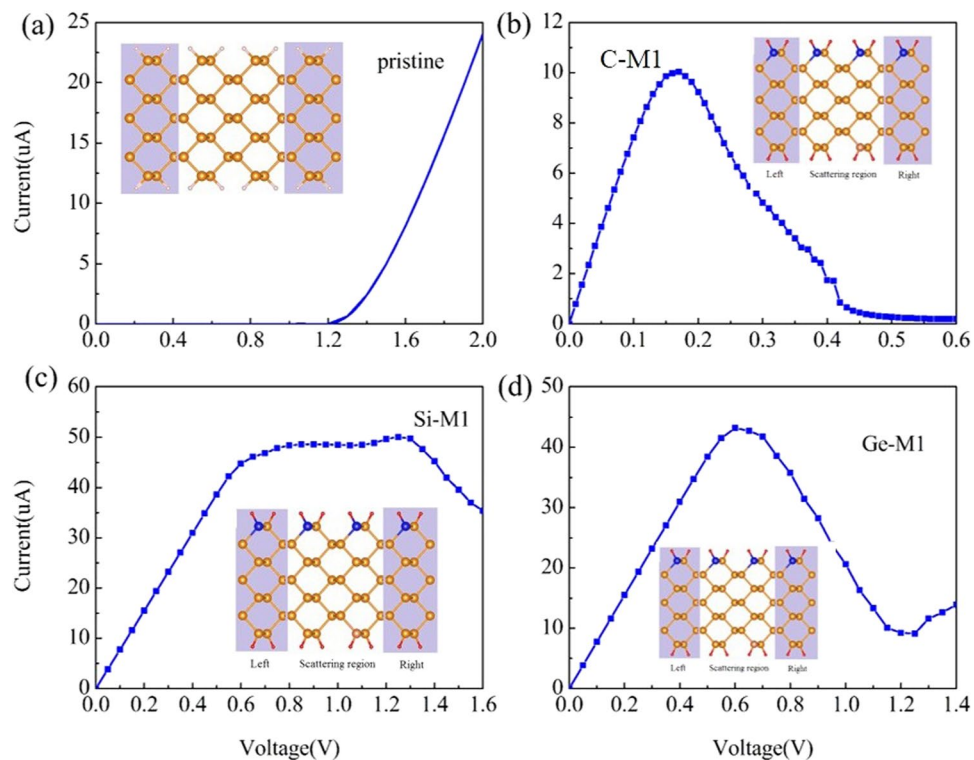 (a)
25
20
15
10
5
0
0.0 0.4 0.8 1.2 1.6 2.0
Current(uA)
pristine
(b)
12
10
8
6
4
2
0
0.0 0.1 0.2 0.3 0.4 0.5 0.6
C-M1
Left Scattering region Right
(c)
60
50
40
30
20
10
0
0.0 0.2 0.4 0.6 0.8 1.0 1.2 1.4 1.6
Current(uA)
Voltage(V)
Si-M1
Left Scattering region Right
(d)
50
40
30
20
10
0
0.0 0.2 0.4 0.6 0.8 1.0 1.2 1.4
Voltage(V)
Ge-M1
Left Scattering region Right